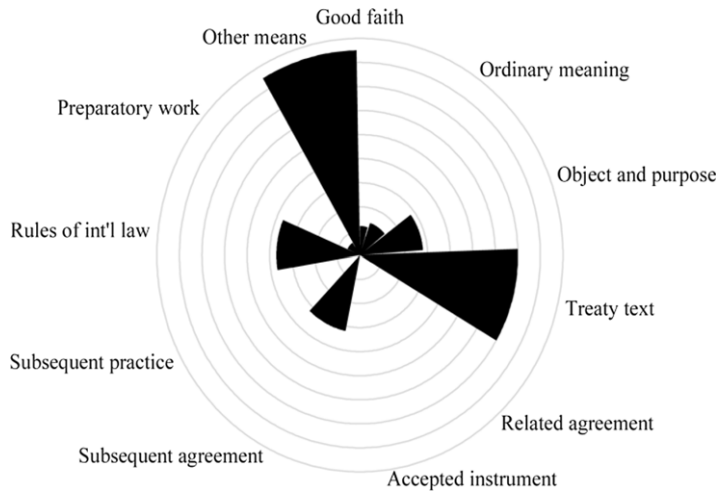 Good faith
Other means
Ordinary meaning
Preparatory work
Object and purpose
Rules of int'l law
Treaty text
Subsequent practice
Related agreement
Subsequent agreement
Accepted instrument